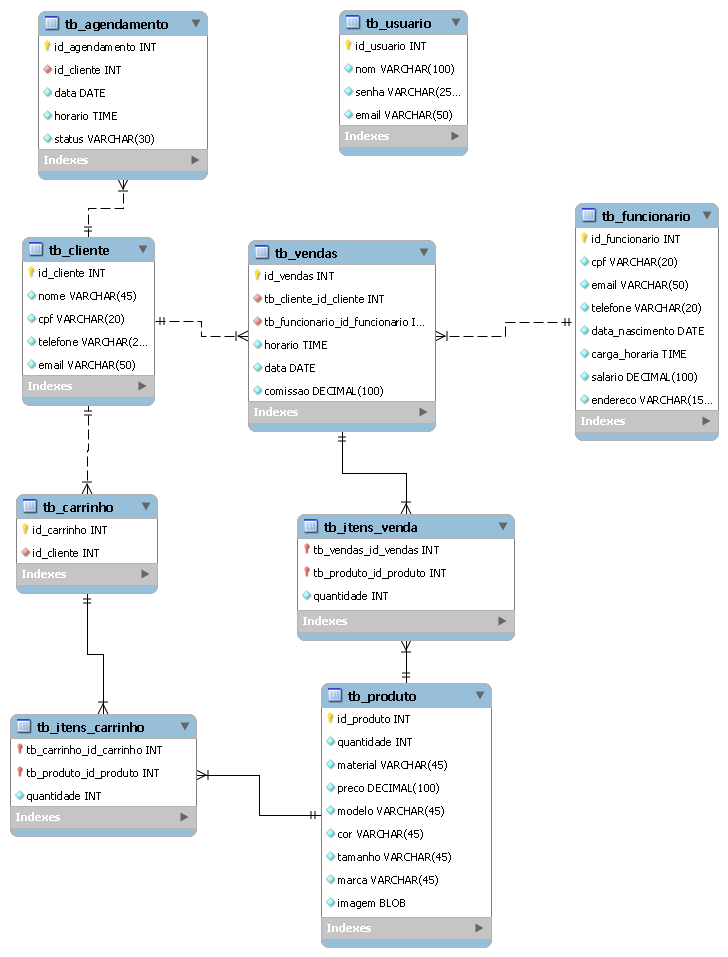 tb_agendamento
id_agendamento INT
id_cliente INT
data DATE
horario TIME
status VARCHAR(30)
Indexes
tb_usuario
id_usuario INT
nom VARCHAR(100)
senha VARCHAR(25...
email VARCHAR(50)
Indexes
tb_cliente
id_cliente INT
nome VARCHAR(45)
cpf VARCHAR(20)
telefone VARCHAR(2...
email VARCHAR(50)
Indexes
tb_vendas
id_vendas INT
tb_cliente_id_cliente INT
tb_funcionario_id_funcionario I...
horario TIME
data DATE
comissao DECIMAL(100)
Indexes
tb_funcionario
id_funcionario INT
cpf VARCHAR(20)
email VARCHAR(50)
telefone VARCHAR(20)
data_nascimento DATE
carga_horaria TIME
salario DECIMAL(100)
endereco VARCHAR(15...
Indexes
tb_carrinho
id_carrinho INT
id_cliente INT
Indexes
tb_itens_venda
tb_vendas_id_vendas INT
tb_produto_id_produto INT
quantidade INT
Indexes
tb_itens_carrinho
tb_carrinho_id_carrinho INT
tb_produto_id_produto INT
quantidade INT
Indexes
tb_produto
id_produto INT
quantidade INT
material VARCHAR(45)
preco DECIMAL(100)
modelo VARCHAR(45)
cor VARCHAR(45)
tamanho VARCHAR(45)
marca VARCHAR(45)
imagem BLOB
Indexes